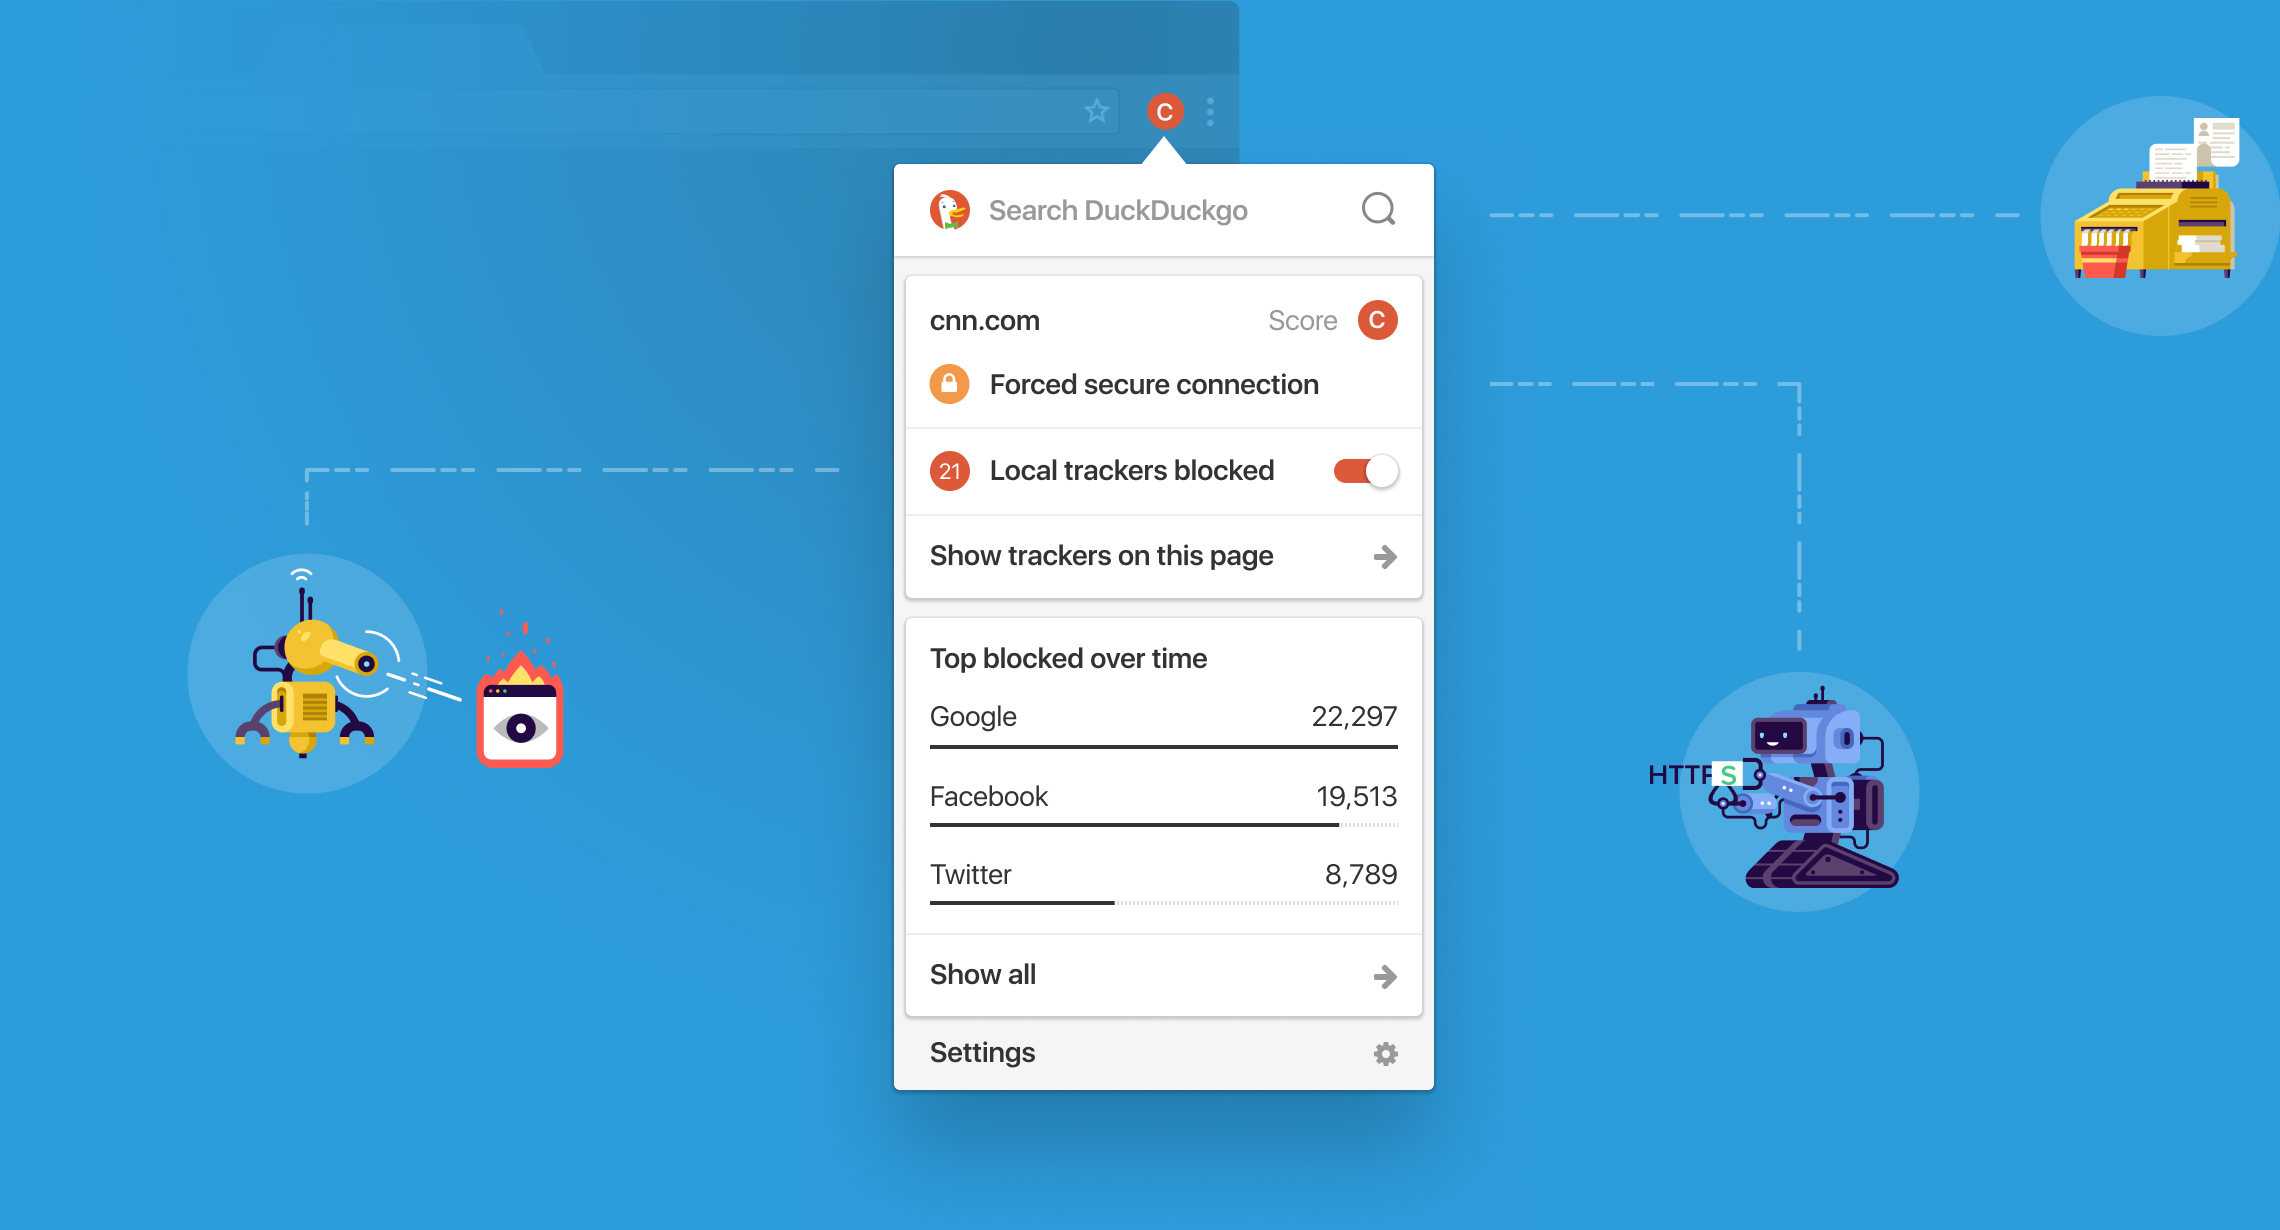 C
Search DuckDuckgo
cnn.com Score C
Forced secure connection
21 Local trackers blocked
Show trackers on this page
Top blocked over time
Google 22,297
Facebook 19,513
Twitter 8,789
Show all
Settings
HTTPS